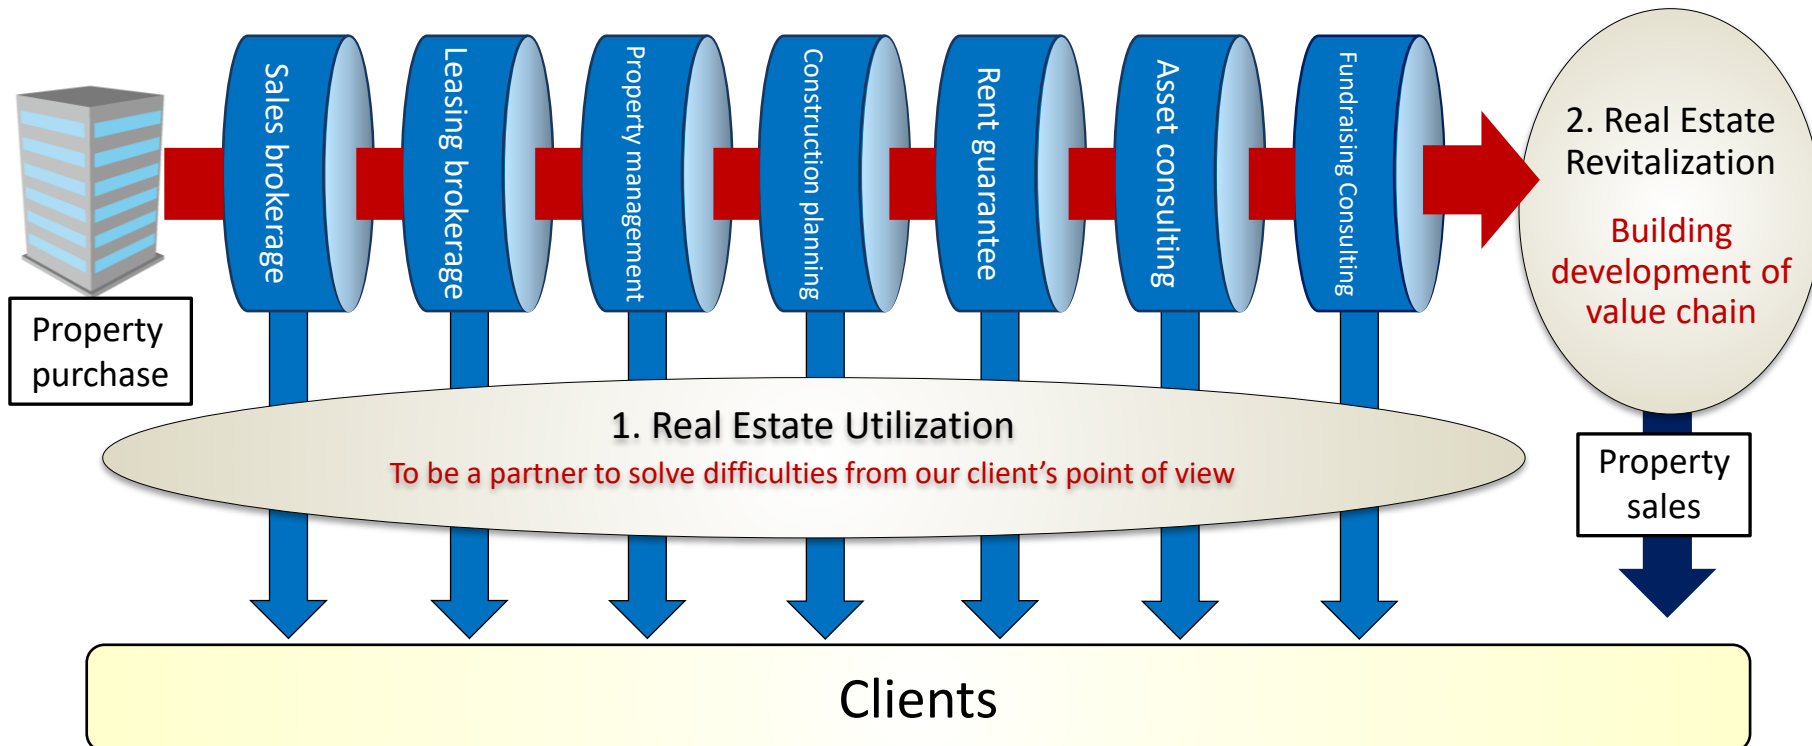 Sales brokerage
Leasing brokerage
Property management
Construction planning
Rent guarantee
Asset consulting
Fundraising Consulting
Property
purchase
2. Real Estate
Revitalization
Building
development of
value chain
1. Real Estate Utilization
To be a partner to solve difficulties from our client’s point of view
Property
sales
Clients